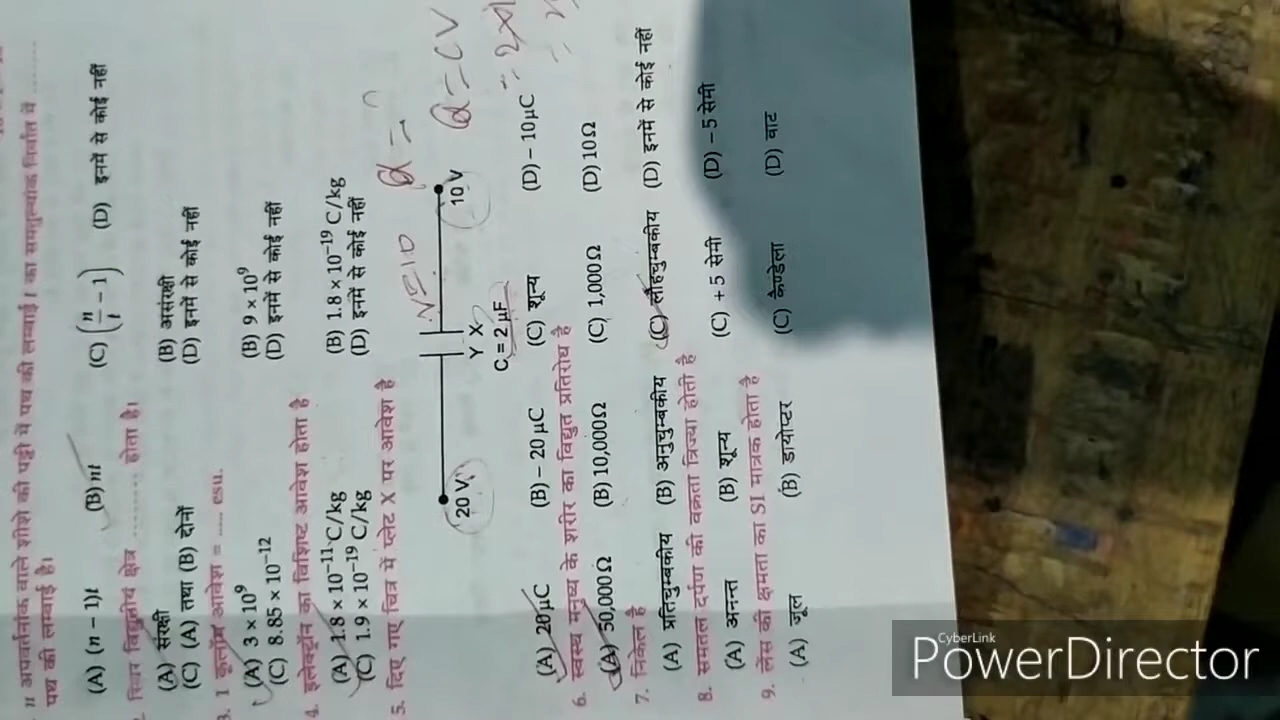 n अपवर्तनांक वाले शीशे की पट्टी में पथ की लम्बाई l का समतुल्यांक निर्वात में ..........
पथ की लम्बाई है।
(A) (n − 1)l (B) nl (C) (n/l − 1) (D) इनमें से कोई नहीं
2. स्थिर विद्युतीय क्षेत्र ............. होता है।
(A) संरक्षी (B) असंरक्षी
(C) (A) तथा (B) दोनों (D) इनमें से कोई नहीं
3. 1 कूलॉम आवेश = ..... esu.
(A) 3 × 10⁹ (B) 9 × 10⁹
(C) 8.85 × 10⁻¹² (D) इनमें से कोई नहीं
4. इलेक्ट्रॉन का विशिष्ट आवेश होता है
(A) 1.8 × 10⁻¹¹ C/kg (B) 1.8 × 10⁻¹⁹ C/kg
(C) 1.9 × 10⁻¹⁹ C/kg (D) इनमें से कोई नहीं
5. दिए गए चित्र में प्लेट X पर आवेश है
Q = ?
V=10
Q = CV
20 V 10 V
Y X
C = 2 μF
(A) 20 μC (B) − 20 μC (C) शून्य (D) − 10 μC
6. स्वस्थ मनुष्य के शरीर का विद्युत प्रतिरोध है
(A) 50,000 Ω (B) 10,000 Ω (C) 1,000 Ω (D) 10 Ω
7. निकेल है
(A) प्रतिचुम्बकीय (B) अनुचुम्बकीय (C) लौहचुम्बकीय (D) इनमें से कोई नहीं
8. समतल दर्पण की वक्रता त्रिज्या होती है
(A) अनन्त (B) शून्य (C) + 5 सेमी (D) − 5 सेमी
9. लेंस की क्षमता का SI मात्रक होता है
(A) जूल (B) डायोप्टर (C) कैण्डेला (D) वाट
CyberLink
PowerDirector